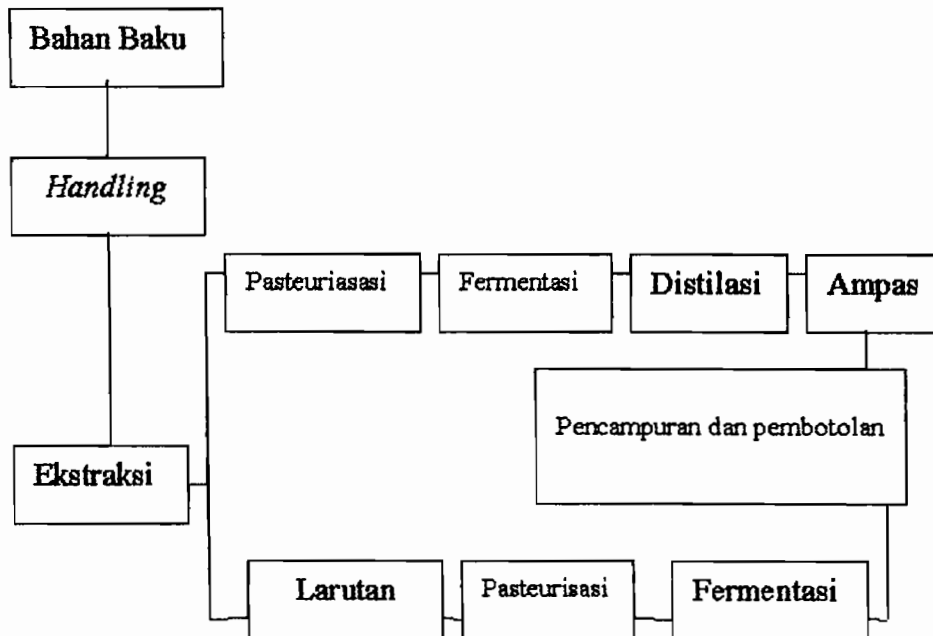 Bahan Baku
Handling
Pasteuriasasi
Fermentasi
Distilasi
Ampas
Pencampuran dan pembotolan
Ekstraksi
Larutan
Pasteurisasi
Fermentasi